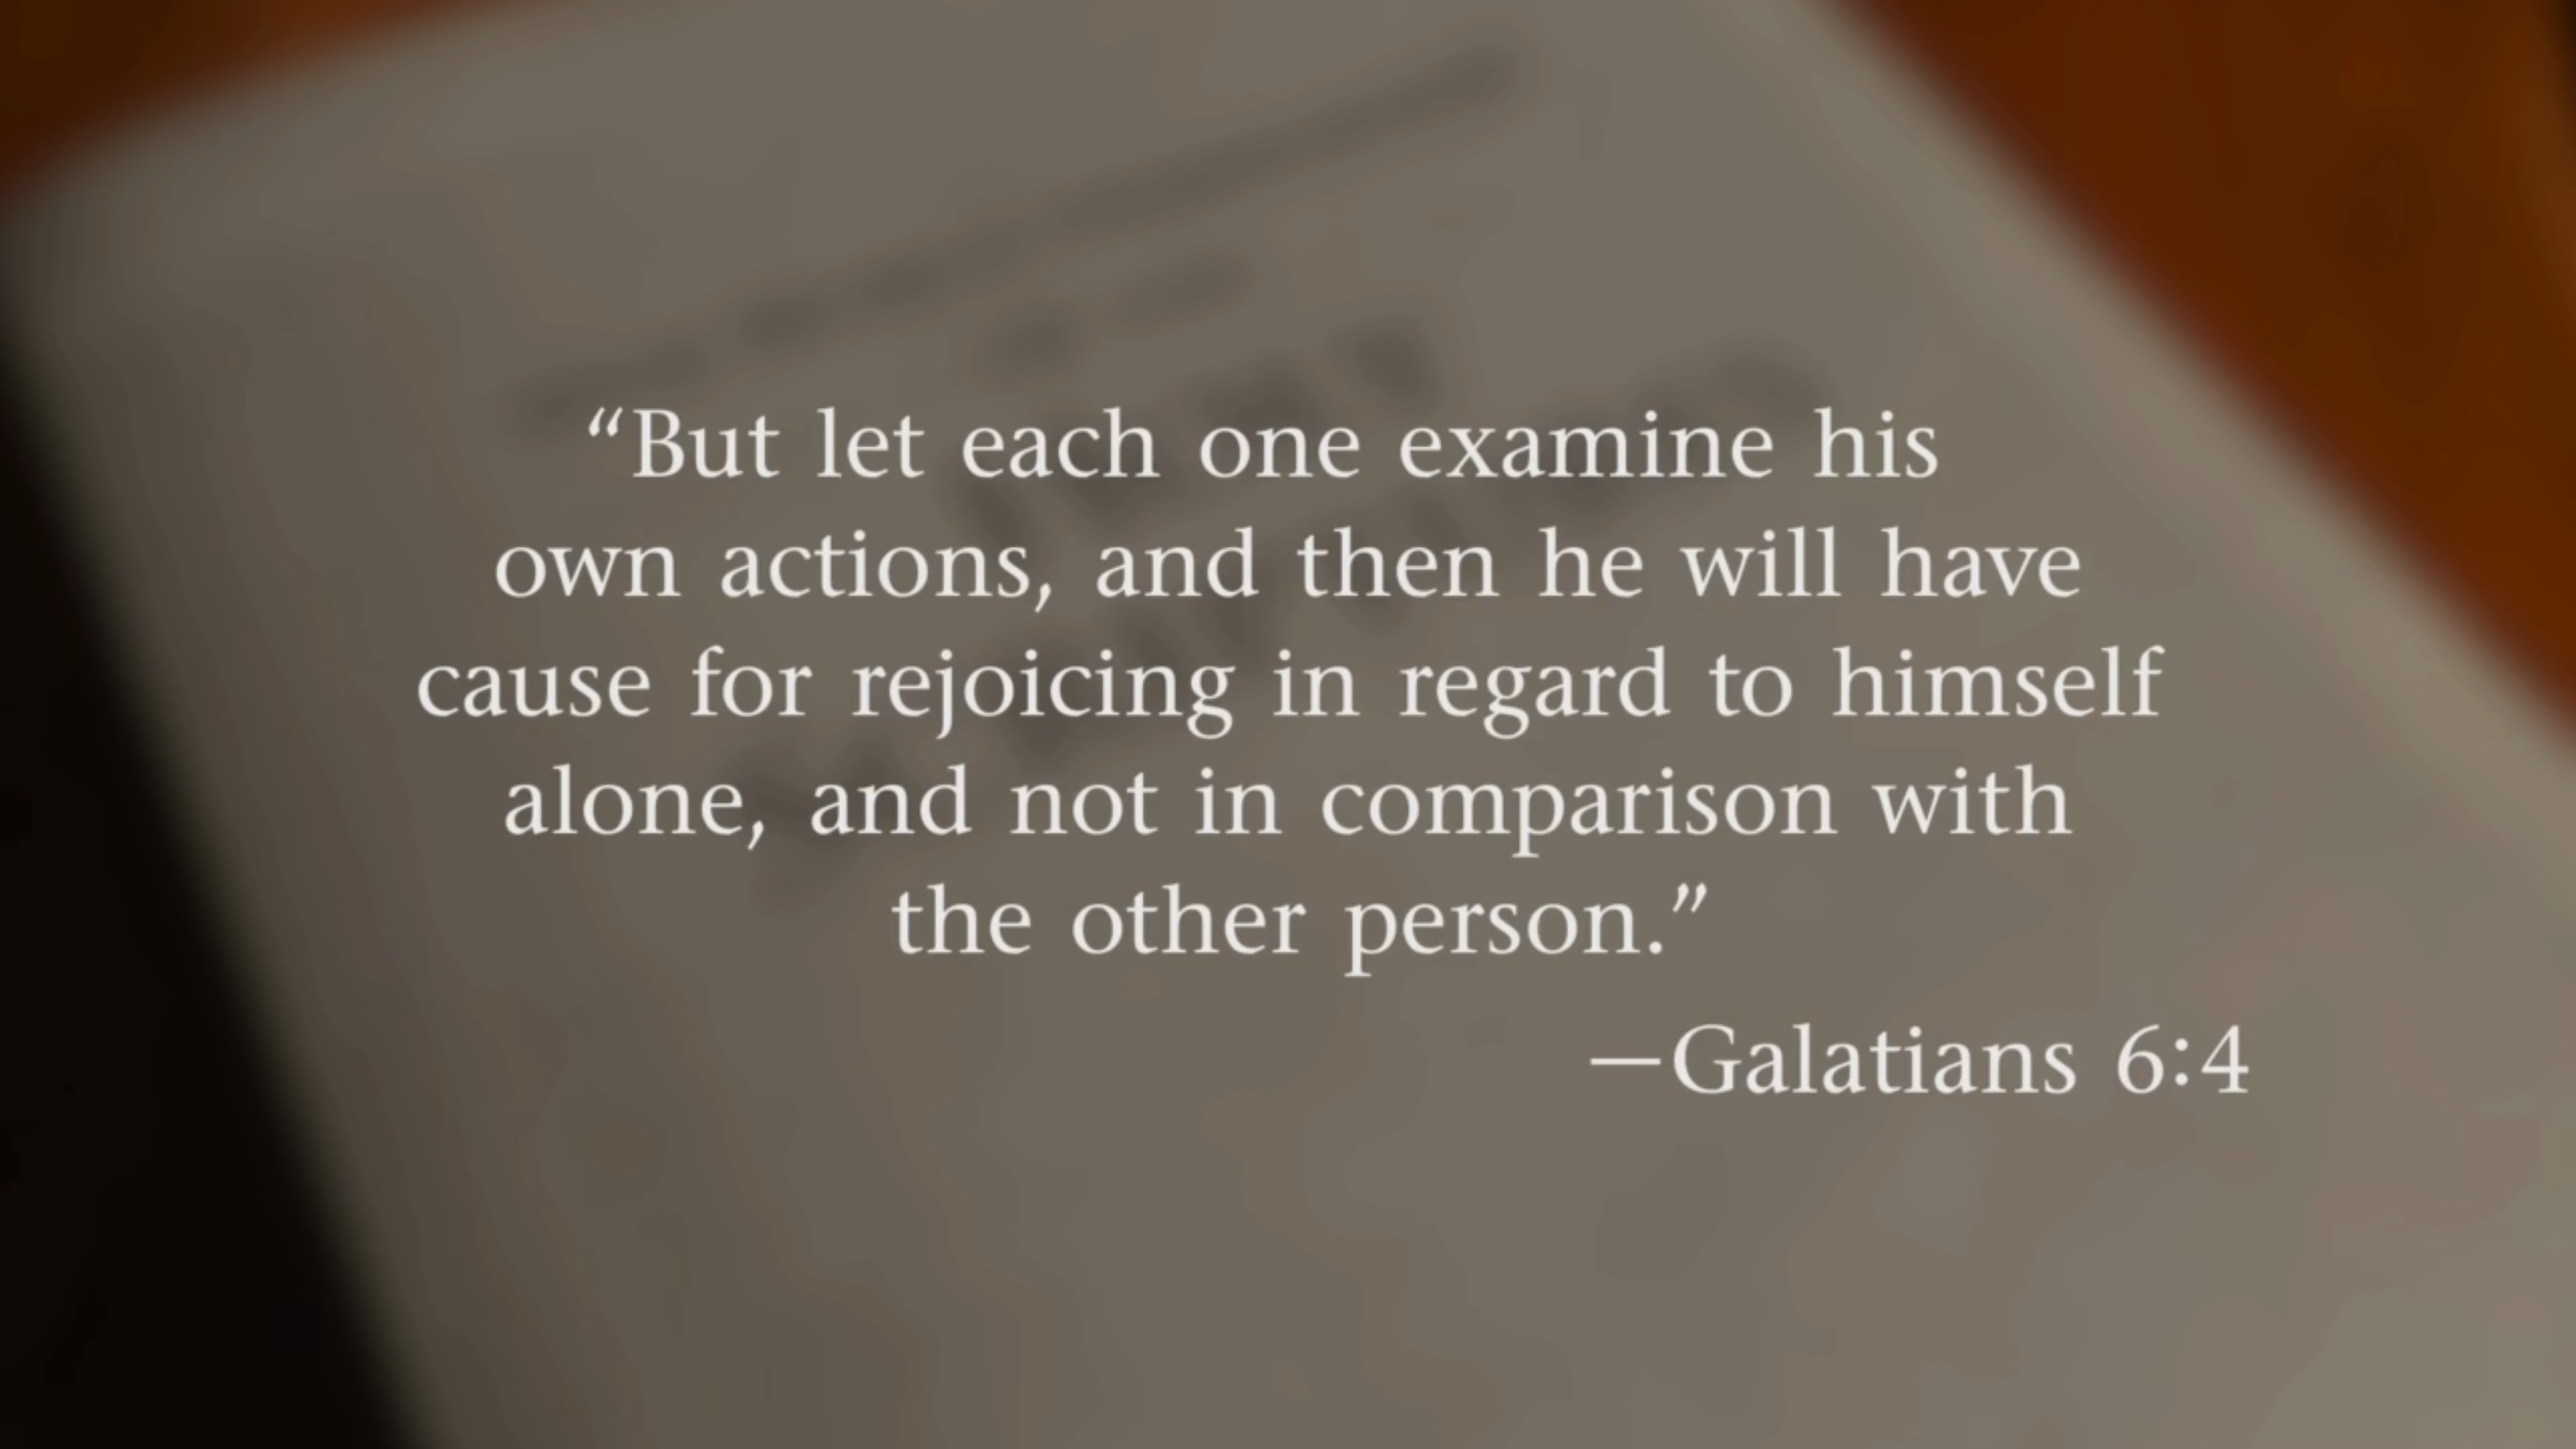 “But let each one examine his
own actions, and then he will have
cause for rejoicing in regard to himself
alone, and not in comparison with
the other person.”
—Galatians 6:4